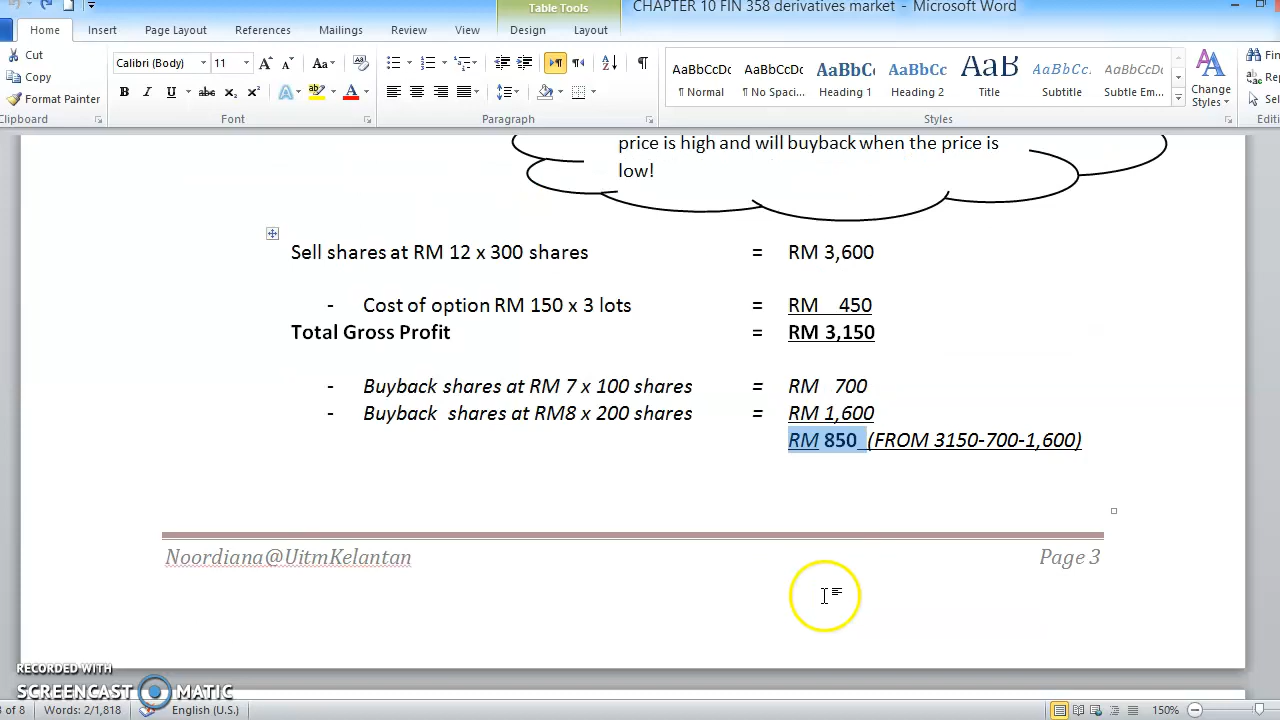 Table Tools
CHAPTER 10 FIN 358 derivatives market - Microsoft Word
Home Insert Page Layout References Mailings Review View Design Layout
Cut
Copy
Format Painter
Clipboard
Calibri (Body) 11
Font
Paragraph
AaBbCcDc AaBbCcDc AaBbC AaBbCc AaB AaBbCc. AaBbCcDc
¶ Normal ¶ No Spaci... Heading 1 Heading 2 Title Subtitle Subtle Em...
Styles
Change
Styles
price is high and will buyback when the price is
low!
Sell shares at RM 12 x 300 shares = RM 3,600
- Cost of option RM 150 x 3 lots = RM 450
Total Gross Profit = RM 3,150
- Buyback shares at RM 7 x 100 shares = RM 700
- Buyback shares at RM8 x 200 shares = RM 1,600
RM 850 (FROM 3150-700-1,600)
Noordiana@UitmKelantan Page 3
RECORDED WITH
SCREENCAST MATIC
of 8 Words: 2/1,818 English (U.S.) 150%